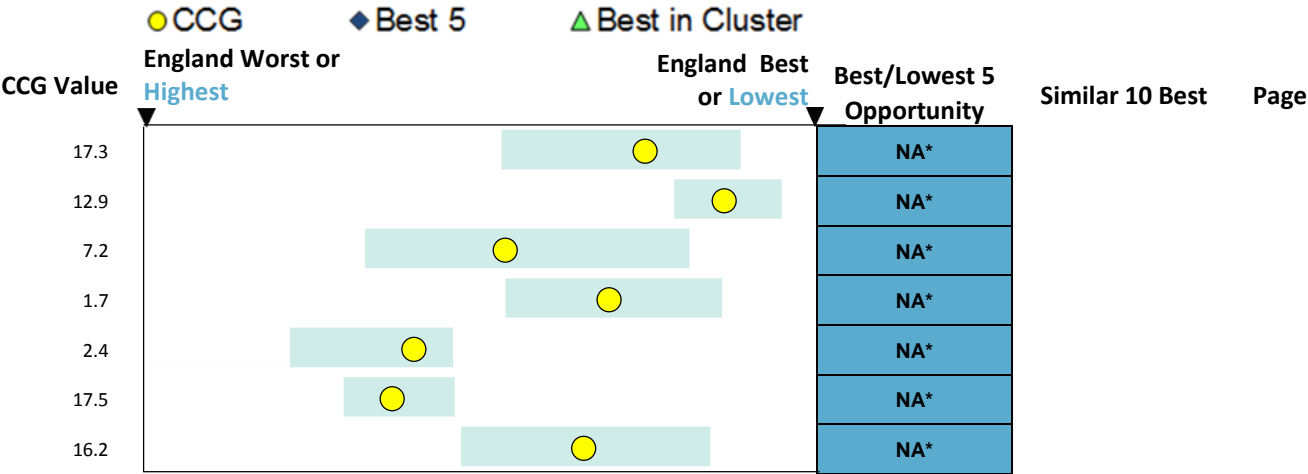 CCG Best 5 Best in Cluster
CCG Value England Worst or Highest England Best or Lowest Best/Lowest 5 Opportunity Similar 10 Best Page
17.3 NA*
12.9 NA*
7.2 NA*
1.7 NA*
2.4 NA*
17.5 NA*
16.2 NA*